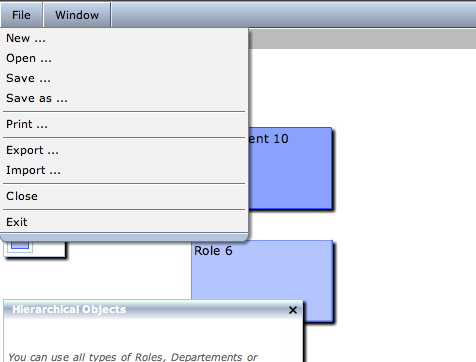 File Window
New ...
Open ...
Save ...
Save as ...
Print ...
Export ...
Import ...
Close
Exit
ent 10
Role 6
Hierarchical Objects
You can use all types of Roles, Departements or